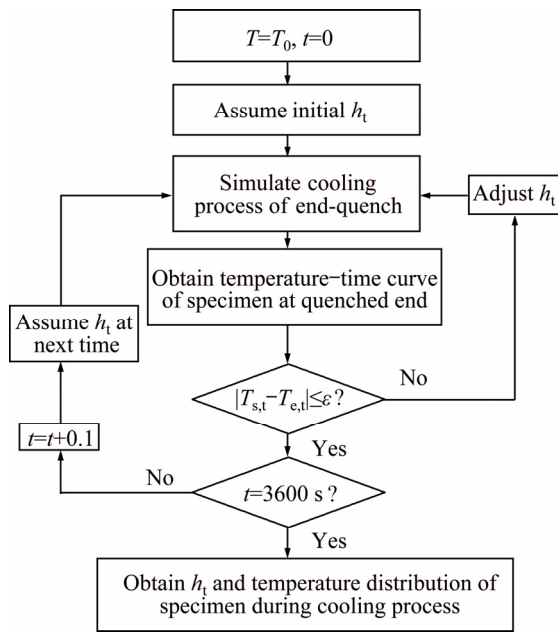 T=T₀, t=0
Assume initial hₜ
Simulate cooling
process of end-quench
Adjust hₜ
Obtain temperature−time curve
of specimen at quenched end
Assume hₜ at
next time
|Tₛ,ₜ−Tₑ,ₜ|≤ε?
No
Yes
t=t+0.1
No
t=3600 s?
Yes
Obtain hₜ and temperature distribution of
specimen during cooling process